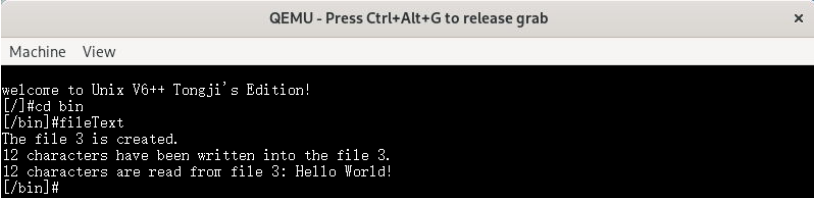 QEMU - Press Ctrl+Alt+G to release grab ×
Machine View
welcome to Unix V6++ Tongji's Edition!
[/]#cd bin
[/bin]#fileText
The file 3 is created.
12 characters have been written into the file 3.
12 characters are read from file 3: Hello World!
[/bin]#